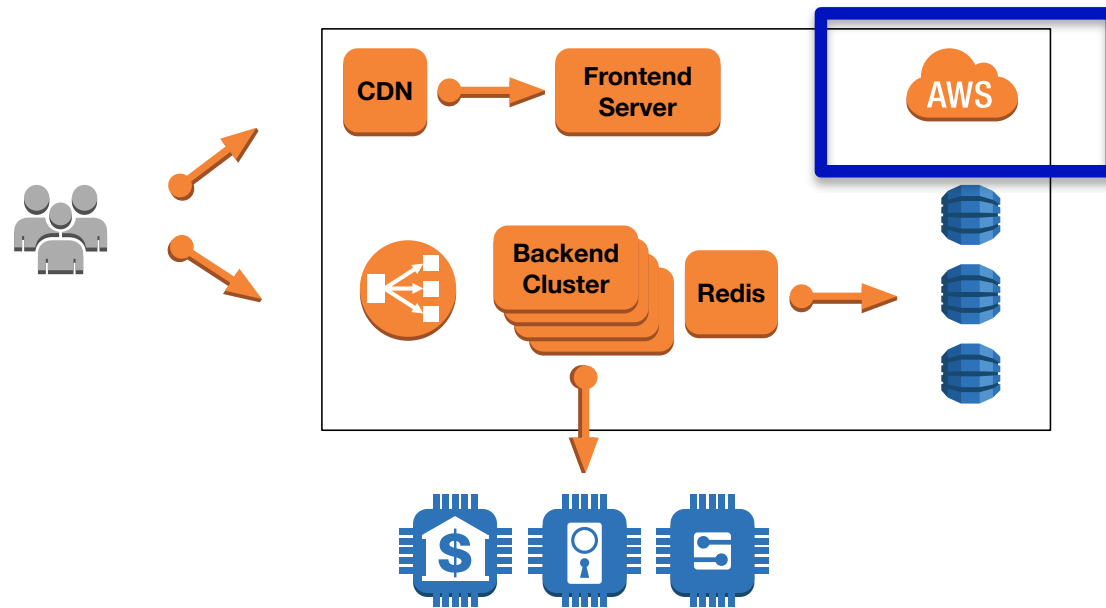 CDN
Frontend
Server
AWS
Backend
Cluster
Redis
$